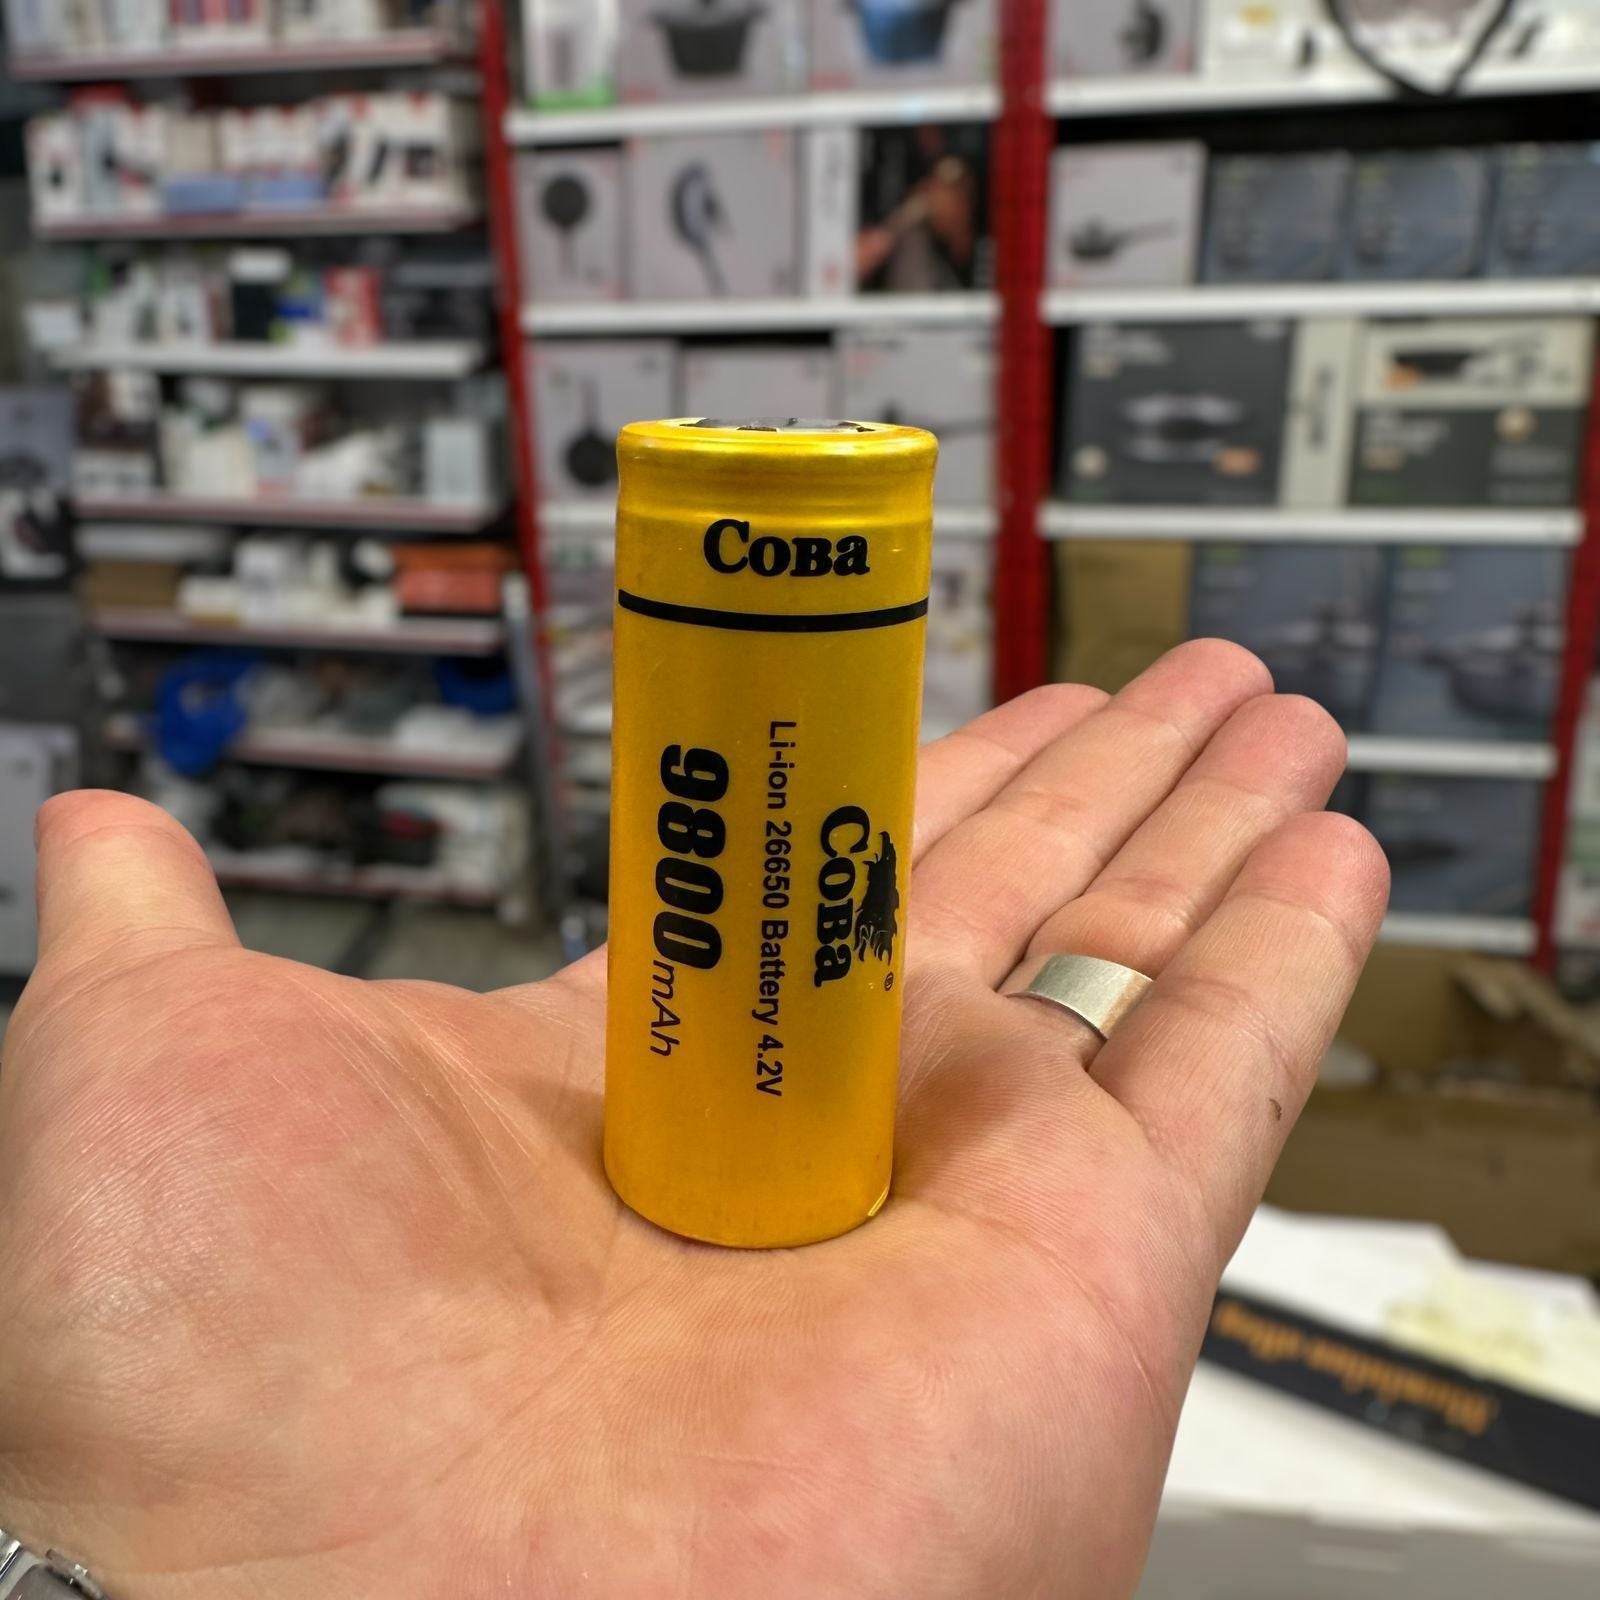 COBA
COBA®
Li-ion 26650 Battery 4.2V
9800mAh